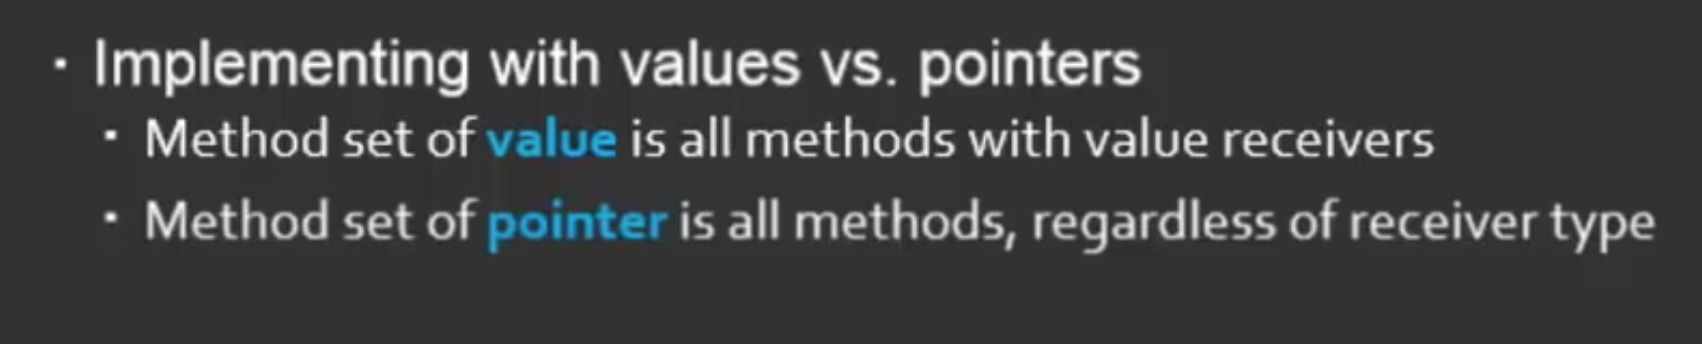 · Implementing with values vs. pointers
· Method set of value is all methods with value receivers
· Method set of pointer is all methods, regardless of receiver type